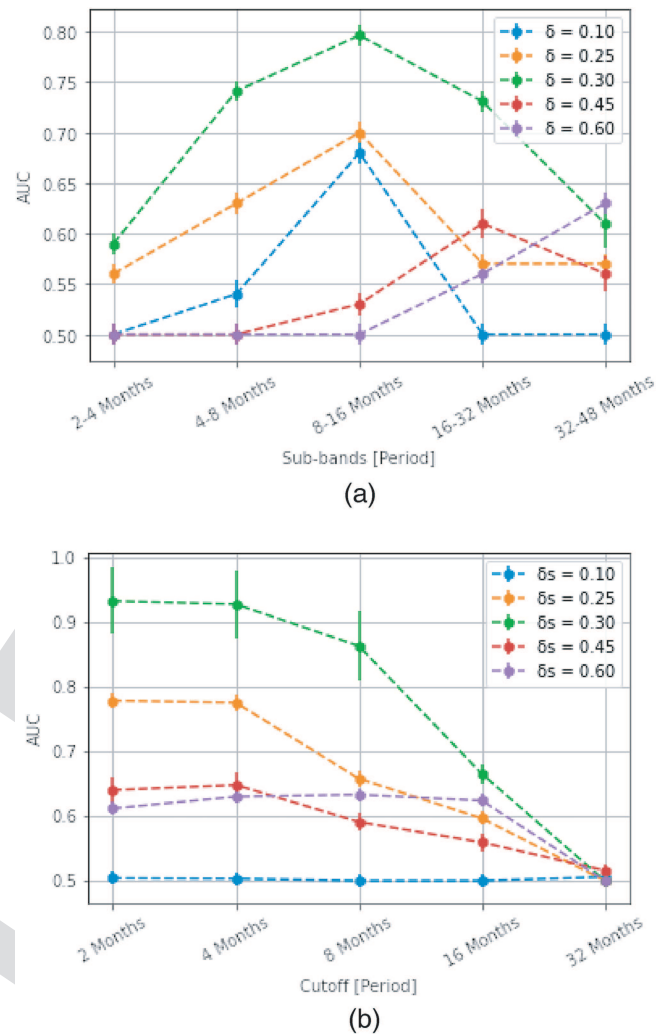 0.80
0.75
0.70
0.65
0.60
0.55
0.50
AUC
δ = 0.10
δ = 0.25
δ = 0.30
δ = 0.45
δ = 0.60
2-4 Months
4-8 Months
8-16 Months
16-32 Months
32-48 Months
Sub-bands [Period]
(a)
1.0
0.9
0.8
0.7
0.6
0.5
AUC
δs = 0.10
δs = 0.25
δs = 0.30
δs = 0.45
δs = 0.60
2 Months
4 Months
8 Months
16 Months
32 Months
Cutoff [Period]
(b)